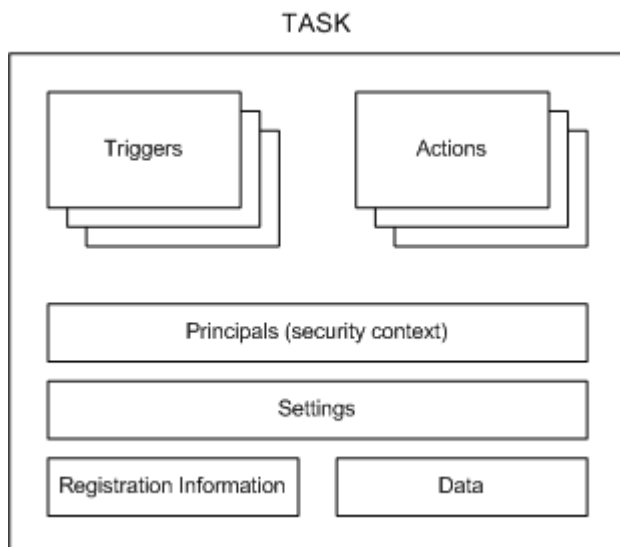 TASK
Triggers
Actions
Principals (security context)
Settings
Registration Information
Data